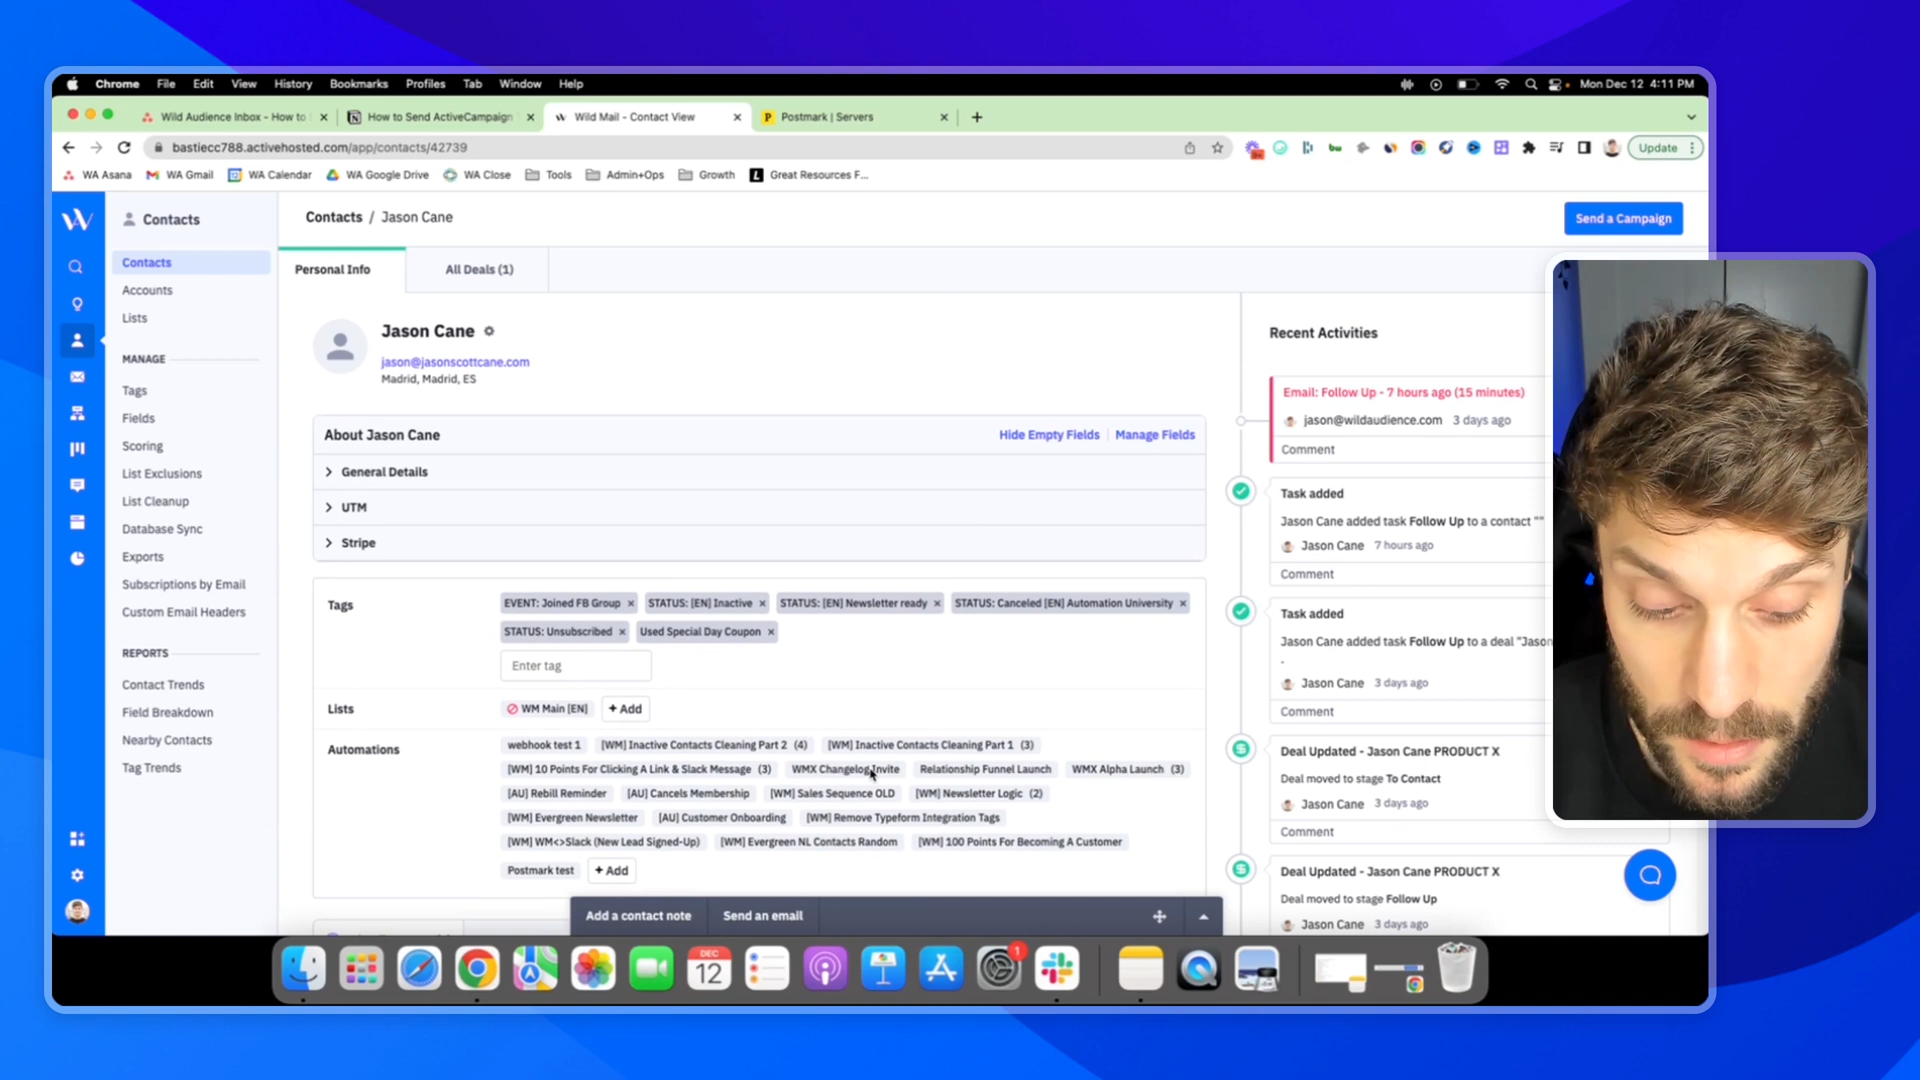 Chrome File Edit View History Bookmarks Profiles Tab Window Help Mon Dec 12 4:11 PM
Wild Audience Inbox - How to Wild Mail - Contact View Postmark | Servers
How to Send ActiveCampaign
bastiecc788.activehosted.com/app/contacts/42739 Update
WA Asana WA Gmail WA Calendar WA Google Drive WA Close Tools Admin+Ops Growth Great Resources F...
Contacts
Contacts
Accounts
Lists
MANAGE
Tags
Fields
Scoring
List Exclusions
List Cleanup
Database Sync
Exports
Subscriptions by Email
Custom Email Headers
REPORTS
Contact Trends
Field Breakdown
Nearby Contacts
Tag Trends
Contacts / Jason Cane
Send a Campaign
Personal Info All Deals (1)
Jason Cane
jason@jasonscottcane.com
Madrid, Madrid, ES
About Jason Cane Hide Empty Fields Manage Fields
General Details
UTM
Stripe
Tags
EVENT: Joined FB Group × STATUS: [EN] Inactive × STATUS: [EN] Newsletter ready × STATUS: Canceled [EN] Automation University ×
STATUS: Unsubscribed × Used Special Day Coupon ×
Enter tag
Lists WM Main [EN] + Add
Automations
webhook test 1 [WM] Inactive Contacts Cleaning Part 2 (4) [WM] Inactive Contacts Cleaning Part 1 (3)
[WM] 10 Points For Clicking A Link & Slack Message (3) WMX Changelog Invite Relationship Funnel Launch WMX Alpha Launch (3)
[AU] Rebill Reminder [AU] Cancels Membership [WM] Sales Sequence OLD [WM] Newsletter Logic (2)
[WM] Evergreen Newsletter [AU] Customer Onboarding [WM] Remove Typeform Integration Tags
[WM] WM<>Slack (New Lead Signed-Up) [WM] Evergreen NL Contacts Random [WM] 100 Points For Becoming A Customer
Postmark test + Add
Add a contact note Send an email
Recent Activities
Email: Follow Up - 7 hours ago (15 minutes)
jason@wildaudience.com 3 days ago
Comment
Task added
Jason Cane added task Follow Up to a contact ""
Jason Cane 7 hours ago
Comment
Task added
Jason Cane added task Follow Up to a deal "Jason
-
Jason Cane 3 days ago
Comment
Deal Updated - Jason Cane PRODUCT X
Deal moved to stage To Contact
Jason Cane 3 days ago
Comment
Deal Updated - Jason Cane PRODUCT X
Deal moved to stage Follow Up
Jason Cane 3 days ago
DEC
12
1